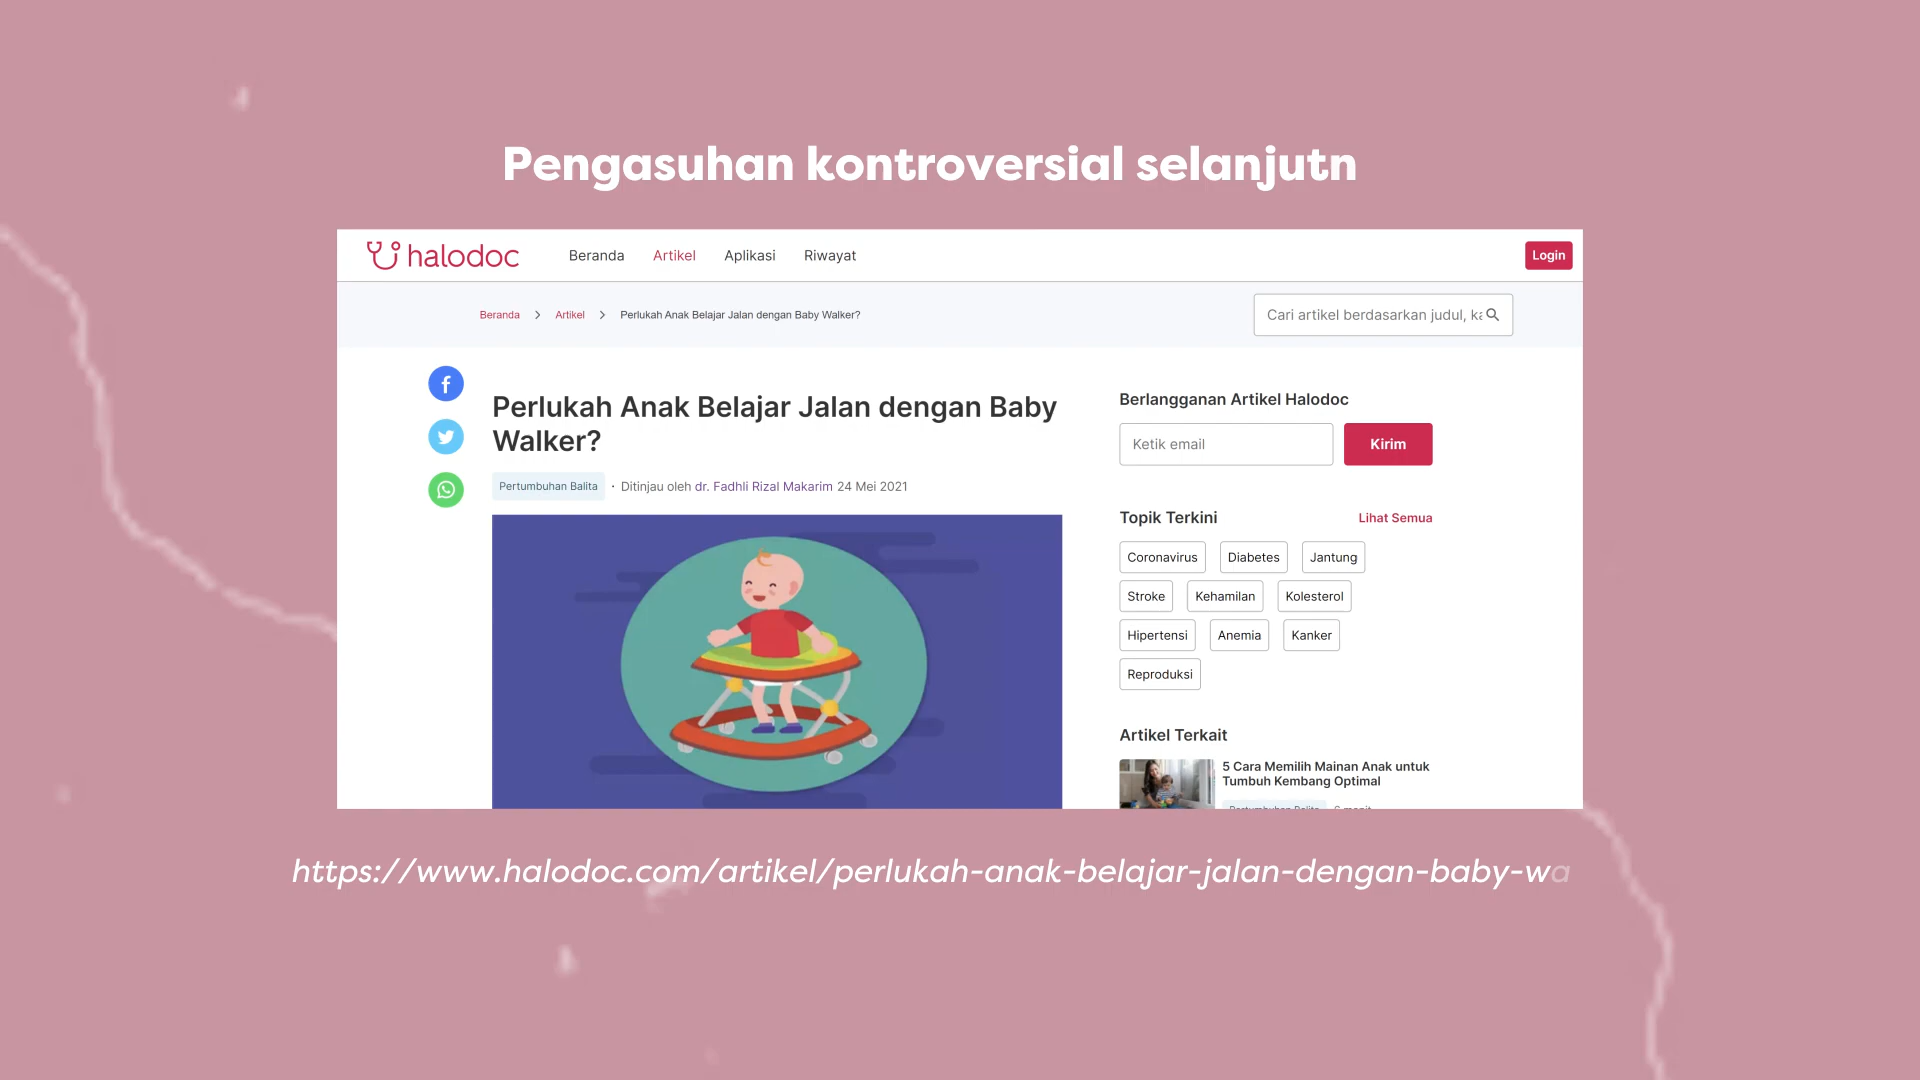 Pengasuhan kontroversial selanjutn
halodoc
Beranda Artikel Aplikasi Riwayat
Login
Beranda > Artikel > Perlukah Anak Belajar Jalan dengan Baby Walker?
Cari artikel berdasarkan judul, ka
Perlukah Anak Belajar Jalan dengan Baby
Walker?
Pertumbuhan Balita · Ditinjau oleh dr. Fadhli Rizal Makarim 24 Mei 2021
Berlangganan Artikel Halodoc
Ketik email
Kirim
Topik Terkini
Lihat Semua
Coronavirus Diabetes Jantung
Stroke Kehamilan Kolesterol
Hipertensi Anemia Kanker
Reproduksi
Artikel Terkait
5 Cara Memilih Mainan Anak untuk
Tumbuh Kembang Optimal
https://www.halodoc.com/artikel/perlukah-anak-belajar-jalan-dengan-baby-wa